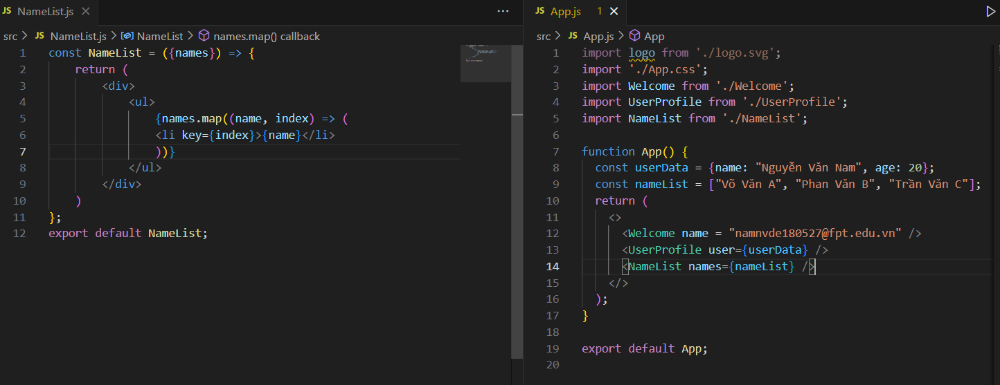 JS NameList.js
src > JS NameList.js > NameList > names.map() callback
1 const NameList = ({names}) => {
2     return (
3         <div>
4             <ul>
5                 {names.map((name, index) => (
6                 <li key={index}>{name}</li>
7                 ))}
8             </ul>
9         </div>
10     )
11 };
12 export default NameList;
JS App.js 1
src > JS App.js > App
1 import logo from './logo.svg';
2 import './App.css';
3 import Welcome from './Welcome';
4 import UserProfile from './UserProfile';
5 import NameList from './NameList';
6
7 function App() {
8   const userData = {name: "Nguyễn Văn Nam", age: 20};
9   const nameList = ["Võ Văn A", "Phan Văn B", "Trần Văn C"];
10   return (
11     <>
12       <Welcome name = "namnvde180527@fpt.edu.vn" />
13       <UserProfile user={userData} />
14       <NameList names={nameList} />
15     </>
16   );
17 }
18
19 export default App;
20